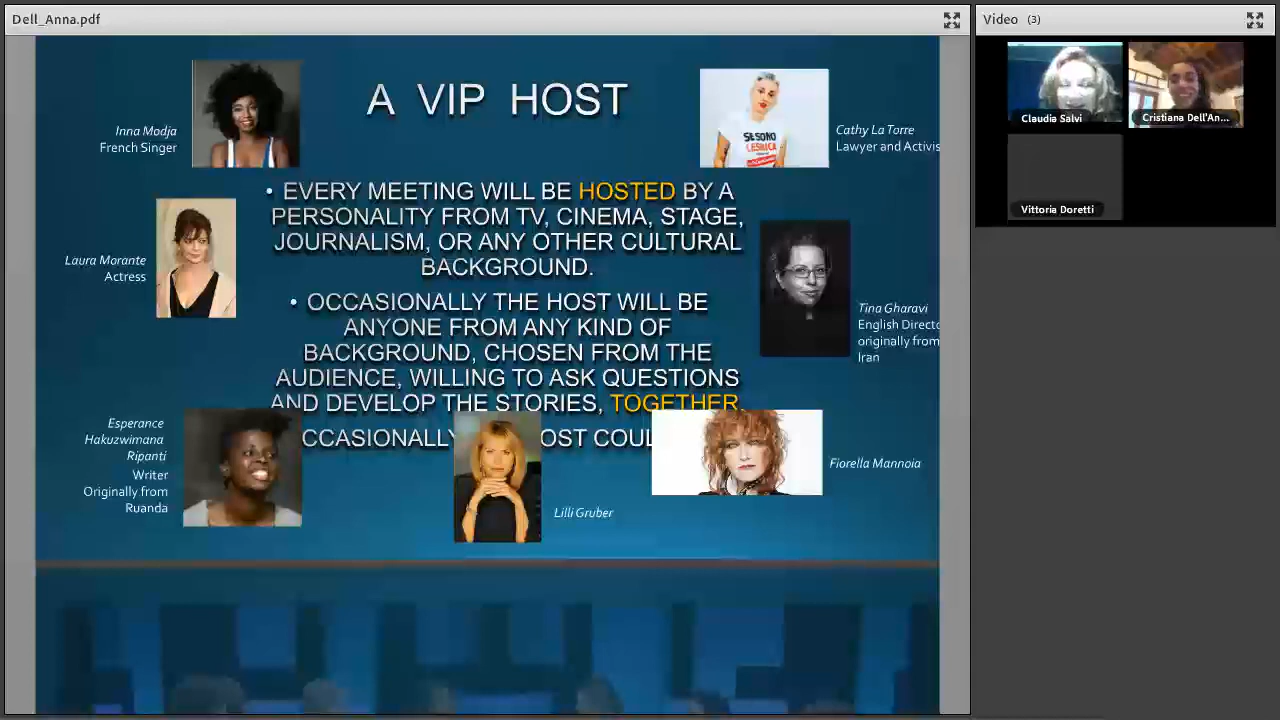 Dell_Anna.pdf
Video (3)
A VIP HOST
Inna Modja
French Singer
Cathy La Torre
Lawyer and Activis
SE SONO
LESBICA
• EVERY MEETING WILL BE HOSTED BY A
PERSONALITY FROM TV, CINEMA, STAGE,
JOURNALISM, OR ANY OTHER CULTURAL
BACKGROUND.
Laura Morante
Actress
• OCCASIONALLY THE HOST WILL BE
ANYONE FROM ANY KIND OF
BACKGROUND, CHOSEN FROM THE
AUDIENCE, WILLING TO ASK QUESTIONS
AND DEVELOP THE STORIES, TOGETHER
Tina Gharavi
English Directo
originally from
Iran
CCASIONALLY OST COUL
Esperance
Hakuzwimana
Ripanti
Writer
Originally from
Ruanda
Lilli Gruber
Fiorella Mannoia
Claudia Salvi
Cristiana Dell'An...
Vittoria Doretti